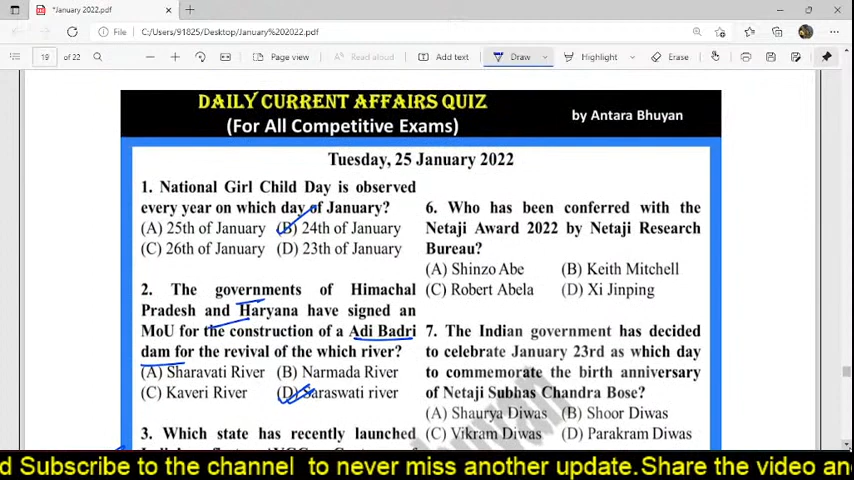 *January 2022.pdf
File
C:/Users/91825/Desktop/January%202022.pdf
19 of 22
Page view
Read aloud
Add text
Draw
Highlight
Erase
DAILY CURRENT AFFAIRS QUIZ
(For All Competitive Exams)
by Antara Bhuyan
Tuesday, 25 January 2022
1. National Girl Child Day is observed
every year on which day of January?
(A) 25th of January (B) 24th of January
(C) 26th of January (D) 23th of January
2. The governments of Himachal
Pradesh and Haryana have signed an
MoU for the construction of a Adi Badri
dam for the revival of the which river?
(A) Sharavati River (B) Narmada River
(C) Kaveri River (D) Saraswati river
3. Which state has recently launched
6. Who has been conferred with the
Netaji Award 2022 by Netaji Research
Bureau?
(A) Shinzo Abe (B) Keith Mitchell
(C) Robert Abela (D) Xi Jinping
7. The Indian government has decided
to celebrate January 23rd as which day
to commemorate the birth anniversary
of Netaji Subhas Chandra Bose?
(A) Shaurya Diwas (B) Shoor Diwas
(C) Vikram Diwas (D) Parakram Diwas
d Subscribe to the channel to never miss another update.Share the video an